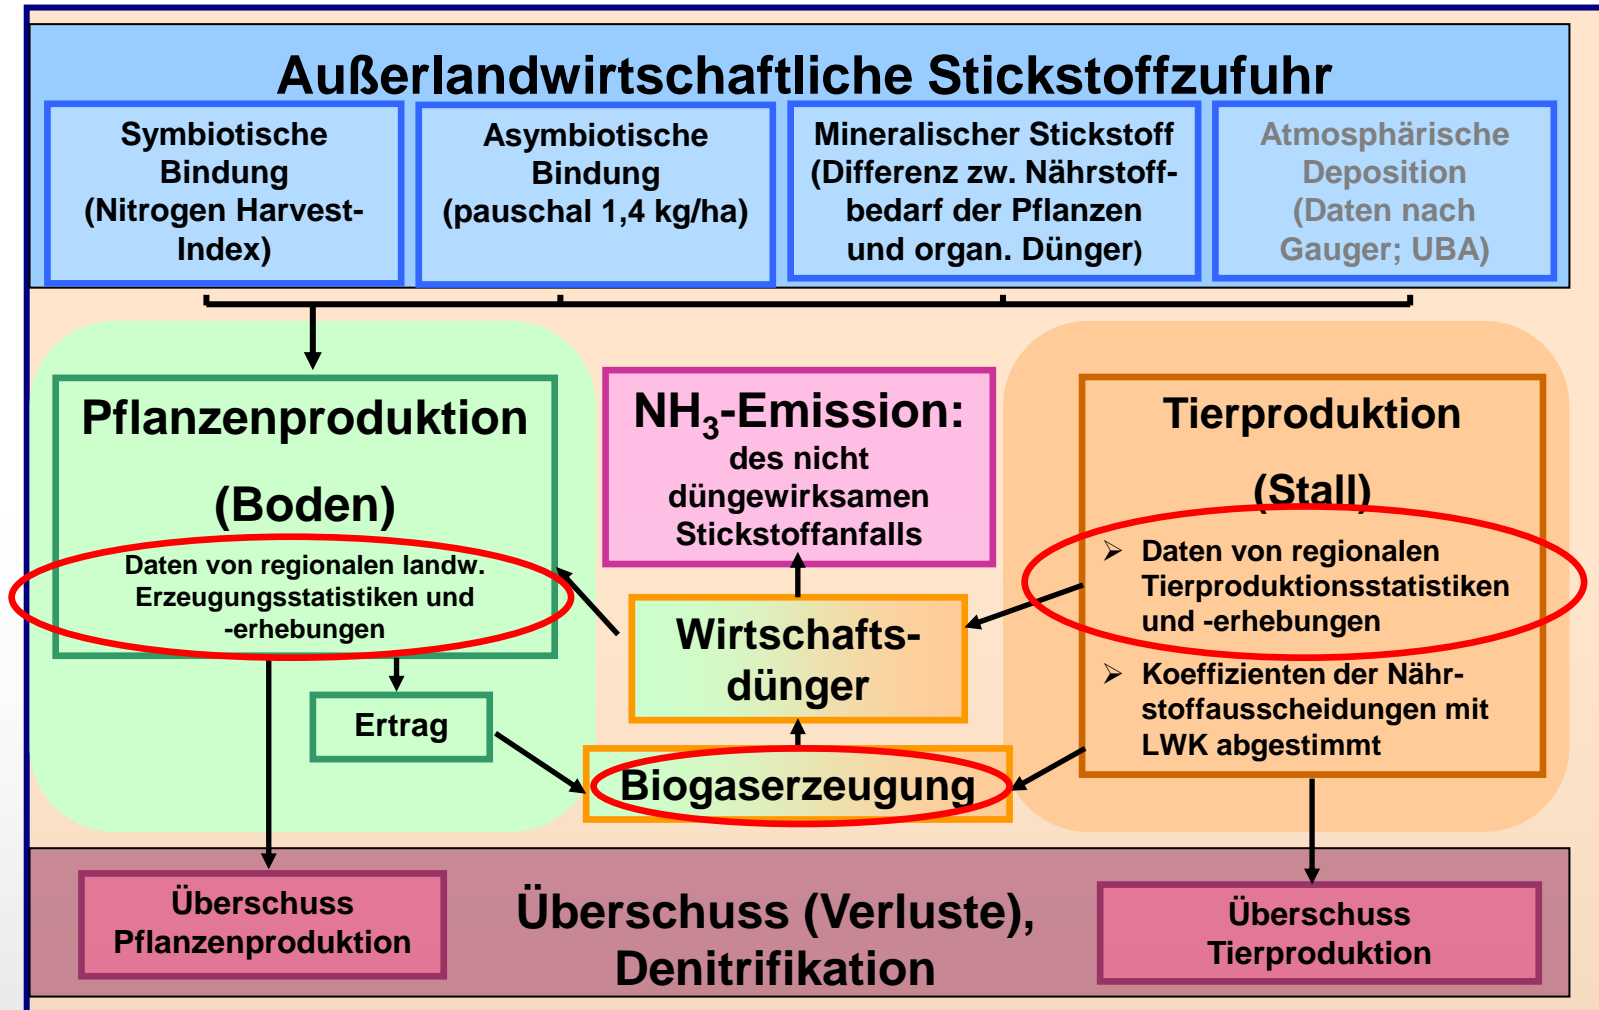 Außerlandwirtschaftliche Stickstoffzufuhr
Symbiotische
Bindung
(Nitrogen Harvest-
Index)
Asymbiotische
Bindung
(pauschal 1,4 kg/ha)
Mineralischer Stickstoff
(Differenz zw. Nährstoff-
bedarf der Pflanzen
und organ. Dünger)
Atmosphärische
Deposition
(Daten nach
Gauger; UBA)
Pflanzenproduktion
(Boden)
Daten von regionalen landw.
Erzeugungsstatistiken und
-erhebungen
Ertrag
NH₃-Emission:
des nicht
düngewirksamen
Stickstoffanfalls
Wirtschafts-
dünger
Biogaserzeugung
Tierproduktion
(Stall)
➢ Daten von regionalen
Tierproduktionsstatistiken
und -erhebungen
➢ Koeffizienten der Nähr-
stoffausscheidungen mit
LWK abgestimmt
Überschuss
Pflanzenproduktion
Überschuss (Verluste),
Denitrifikation
Überschuss
Tierproduktion